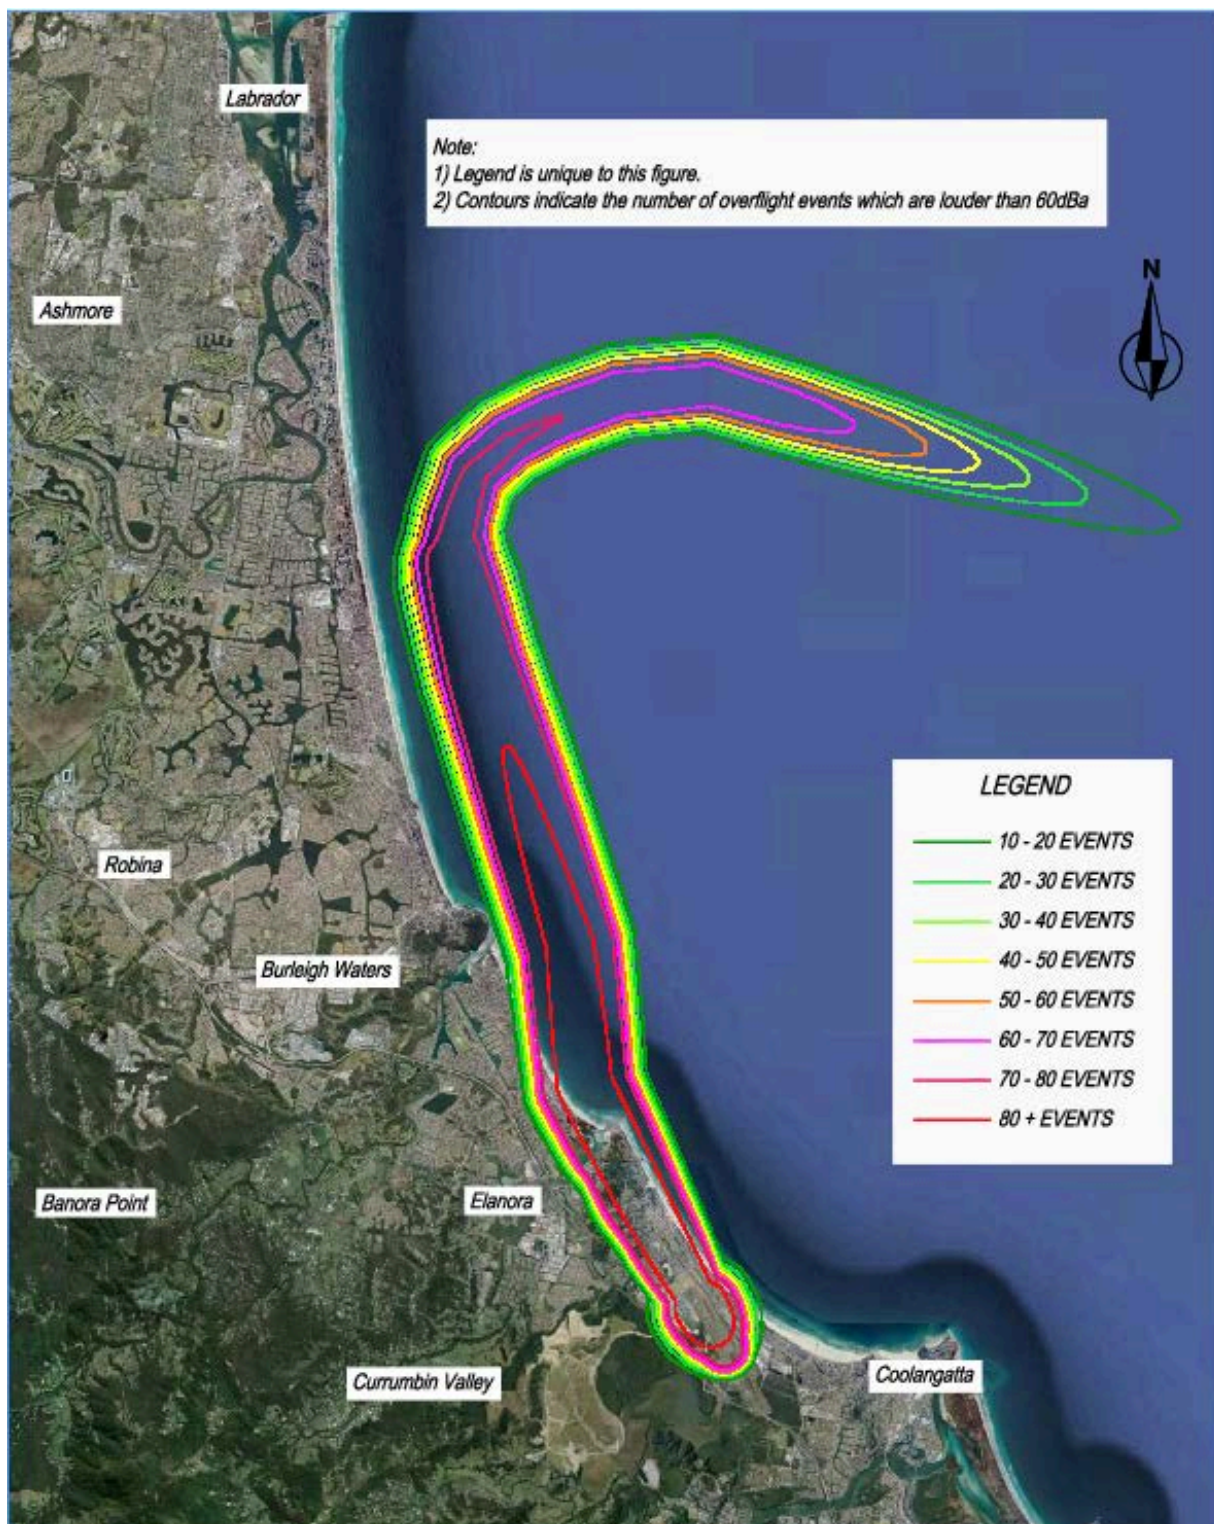 Labrador
Note:
1) Legend is unique to this figure.
2) Contours indicate the number of overflight events which are louder than 60dBa
N
Ashmore
LEGEND
10 - 20 EVENTS
20 - 30 EVENTS
30 - 40 EVENTS
40 - 50 EVENTS
50 - 60 EVENTS
60 - 70 EVENTS
70 - 80 EVENTS
80 + EVENTS
Robina
Burleigh Waters
Banora Point
Elanora
Currumbin Valley
Coolangatta